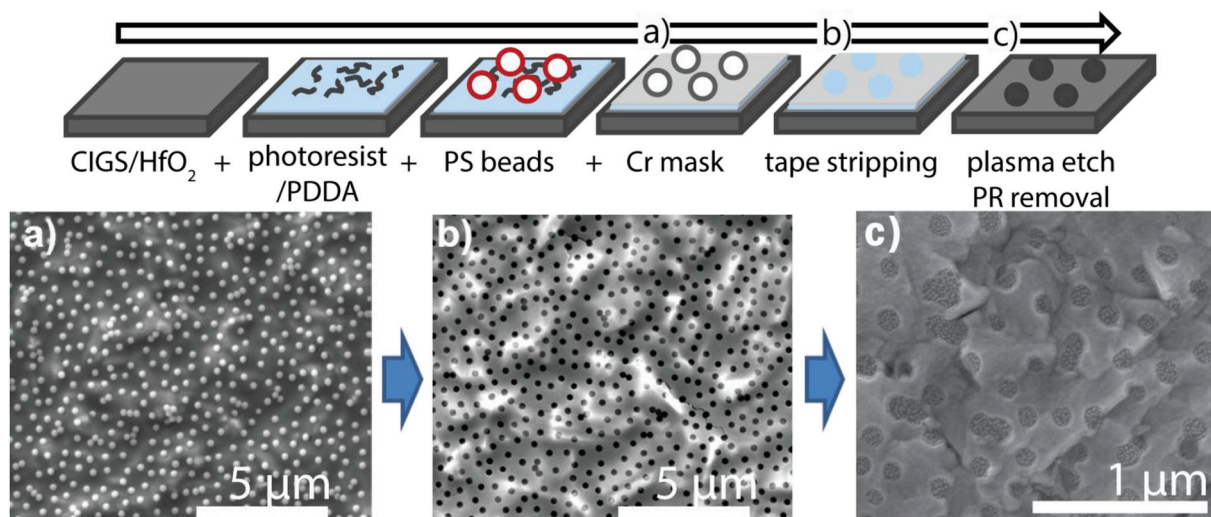 a) b) c)
CIGS/HfO₂ + photoresist /PDDA + PS beads + Cr mask tape stripping plasma etch PR removal
a) b) c)
5 μm 5 μm 1 μm